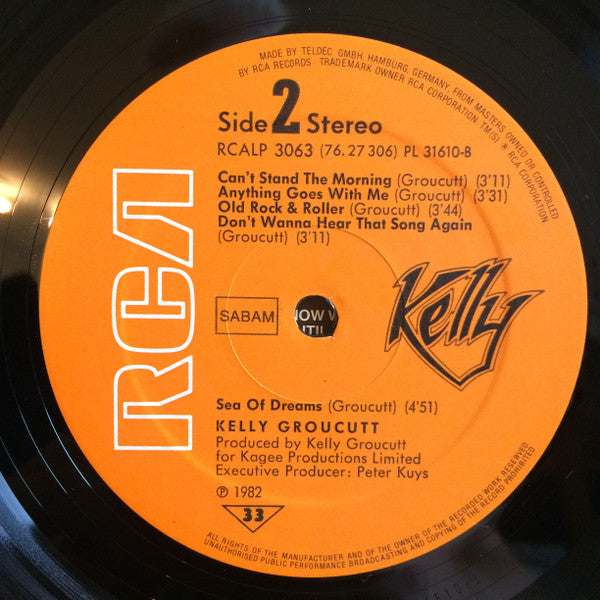 MADE BY TELDEC GMBH, HAMBURG, GERMANY, FROM MASTERS OWNED OR CONTROLLED
BY RCA RECORDS TRADEMARK OWNER RCA CORPORATION TM(S) ® RCA CORPORATION
Side 2 Stereo
RCALP 3063 (76.27 306) PL 31610-B
Can't Stand The Morning (Groucutt) (3'11)
Anything Goes With Me (Groucutt) (3'31)
Old Rock & Roller (Groucutt) (3'44)
Don't Wanna Hear That Song Again
(Groucutt) (3'11)
RCA
SABAM
Kelly
Sea Of Dreams (Groucutt) (4'51)
KELLY GROUCUTT
Produced by Kelly Groucutt
for Kagee Productions Limited
Executive Producer: Peter Kuys
℗ 1982
33
ALL RIGHTS OF THE MANUFACTURER AND OF THE OWNER OF THE RECORDED WORK RESERVED
UNAUTHORISED PUBLIC PERFORMANCE BROADCASTING AND COPYING OF THE RECORD PROHIBITED